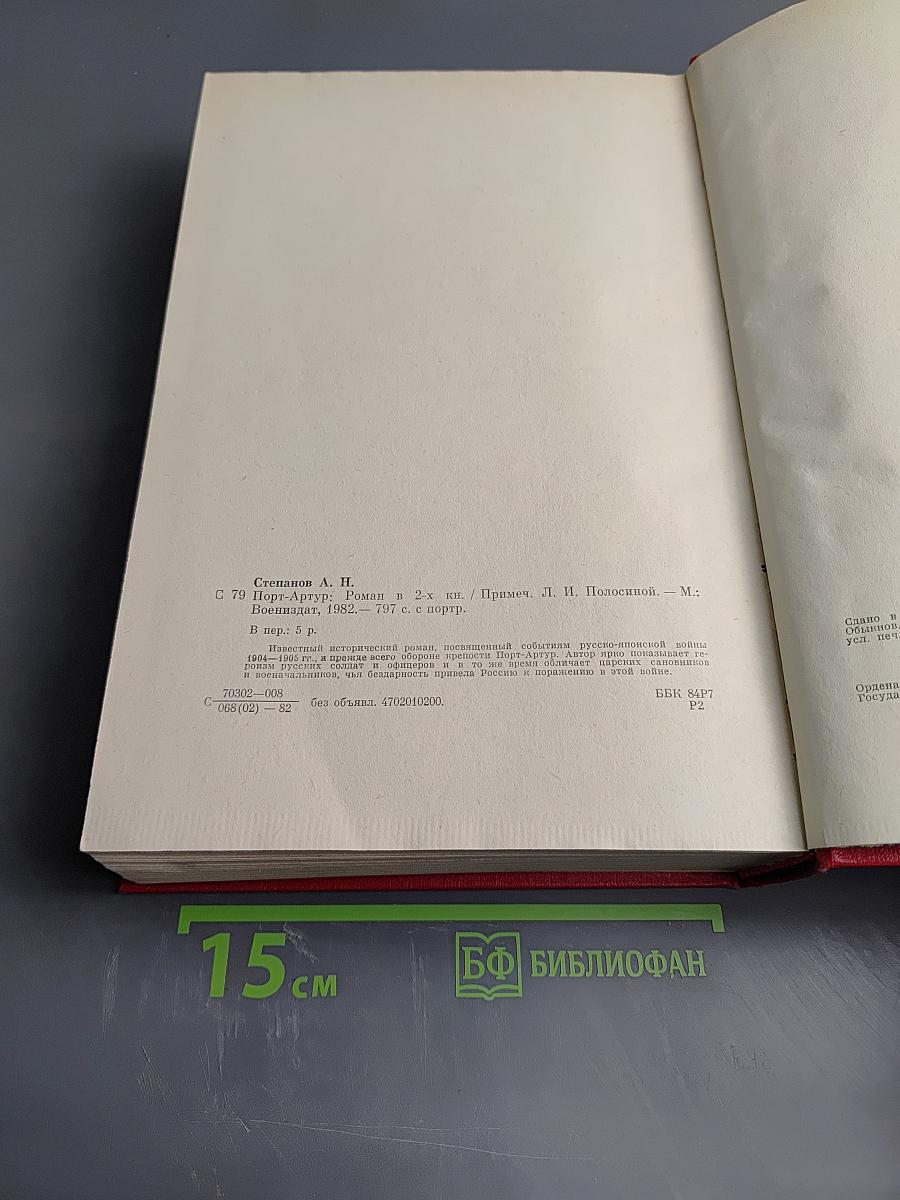 Степанов А. Н.
С 79 Порт-Артур: Роман в 2-х кн. / Примеч. Л. И. Полосиной. — М.:
Воениздат, 1982.— 797 с. с портр.
В пер.: 5 р.
Известный исторический роман, посвященный событиям русско-японской войны
1904—1905 гг., и прежде всего обороне крепости Порт-Артур. Автор ярко показывает ге-
роизм русских солдат и офицеров и в то же время обличает царских сановников
и военачальников, чья бездарность привела Россию к поражению в этой войне.
С 70302—008
068(02) — 82 без объявл. 4702010200.
ББК 84Р7
Р2
Сдано в
Обыкнов.
усл. печ.
Ордена
Госуда
15 см
БФ БИБЛИОФАН